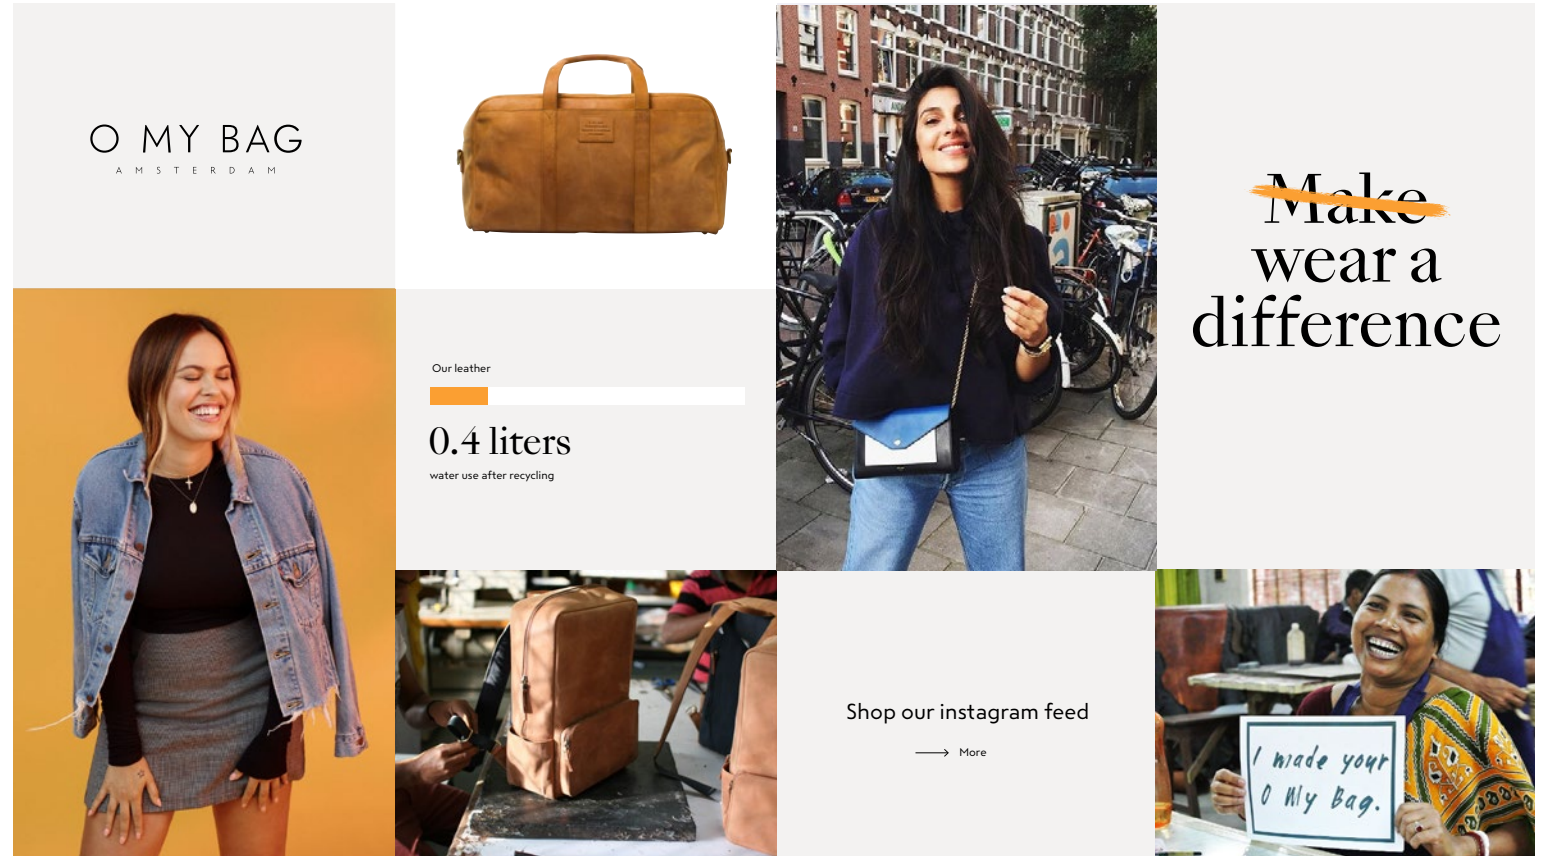 O MY BAG
AMSTERDAM
Make
wear a
difference
Our leather
0.4 liters
water use after recycling
Shop our instagram feed
More
I made your
O My Bag.